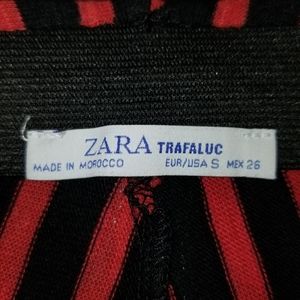 ZARA TRAFALUC
MADE IN MOROCCO EUR/USA S MEX 26